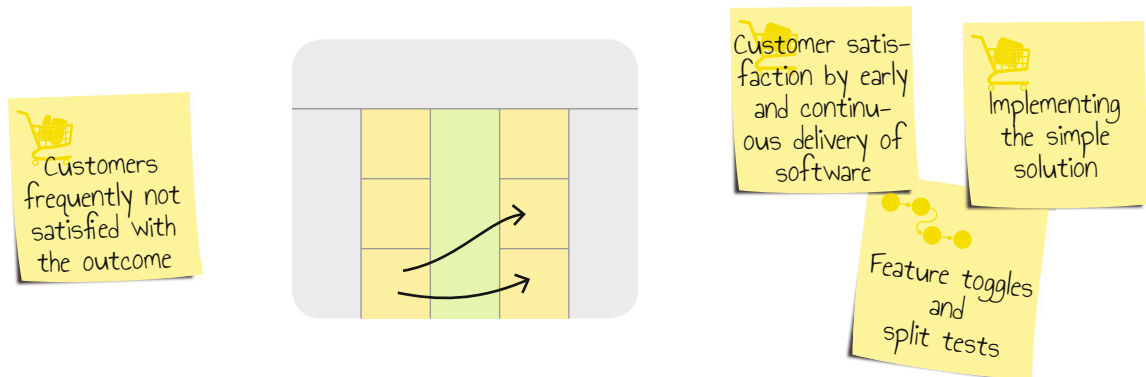 Customers
frequently not
satisfied with
the outcome
Customer satis-
faction by early
and continu-
ous delivery of
software
Implementing
the simple
solution
Feature toggles
and
split tests